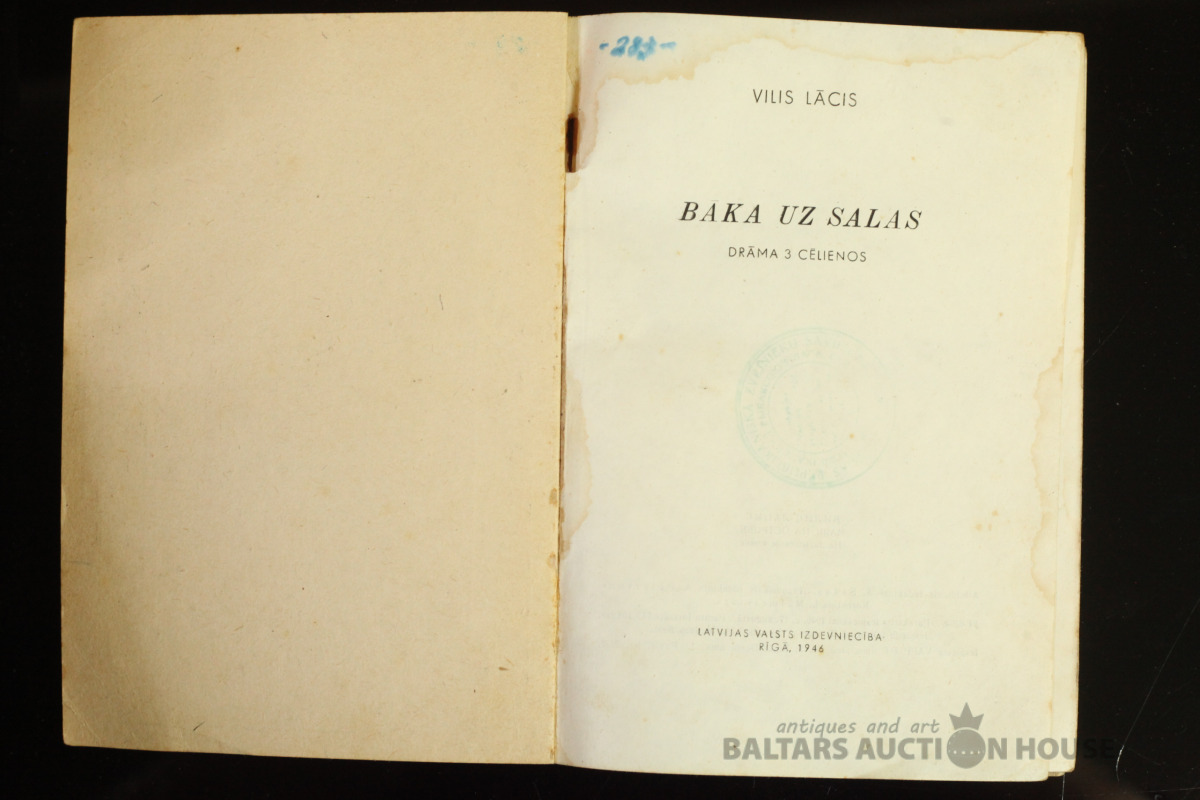 -283-
VILIS LĀCIS
BĀKA UZ SALAS
DRĀMA 3 CĒLIENOS
LATVIJAS VALSTS IZDEVNIECĪBA
RĪGĀ, 1946
antiques and art
BALTARS AUCTION HOUSE